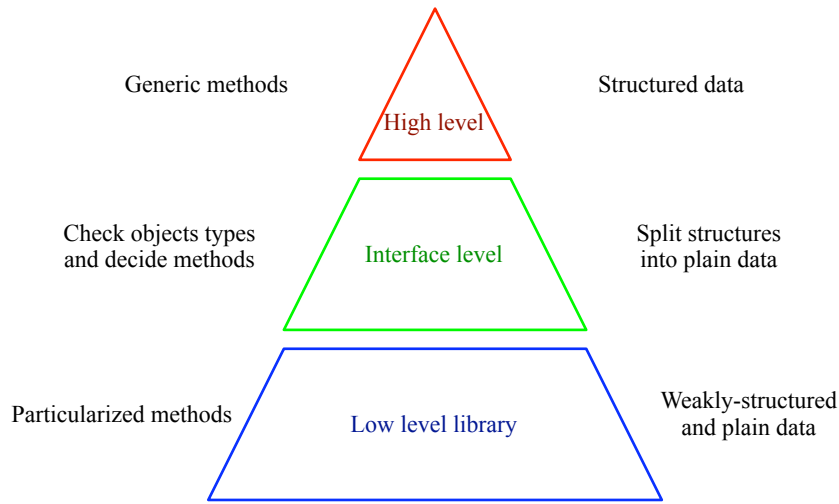 Generic methods
High level
Structured data
Check objects types
and decide methods
Interface level
Split structures
into plain data
Particularized methods
Low level library
Weakly-structured
and plain data